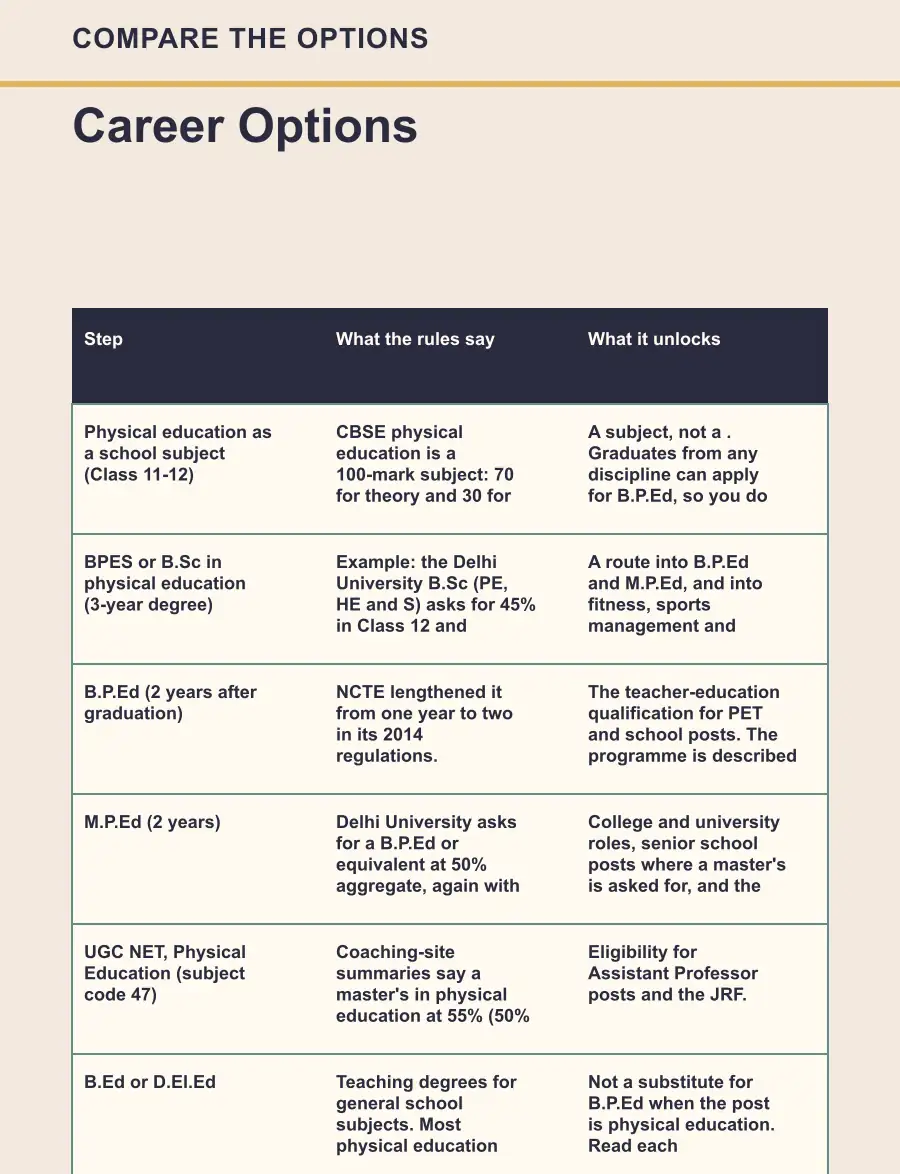 COMPARE THE OPTIONS
Career Options
Step
What the rules say
What it unlocks
Physical education as
a school subject
(Class 11-12)
CBSE physical
education is a
100-mark subject: 70
for theory and 30 for
A subject, not a .
Graduates from any
discipline can apply
for B.P.Ed, so you do
BPES or B.Sc in
physical education
(3-year degree)
Example: the Delhi
University B.Sc (PE,
HE and S) asks for 45%
in Class 12 and
A route into B.P.Ed
and M.P.Ed, and into
fitness, sports
management and
B.P.Ed (2 years after
graduation)
NCTE lengthened it
from one year to two
in its 2014
regulations.
The teacher-education
qualification for PET
and school posts. The
programme is described
M.P.Ed (2 years)
Delhi University asks
for a B.P.Ed or
equivalent at 50%
aggregate, again with
College and university
roles, senior school
posts where a master's
is asked for, and the
UGC NET, Physical
Education (subject
code 47)
Coaching-site
summaries say a
master's in physical
education at 55% (50%
Eligibility for
Assistant Professor
posts and the JRF.
B.Ed or D.El.Ed
Teaching degrees for
general school
subjects. Most
physical education
Not a substitute for
B.P.Ed when the post
is physical education.
Read each